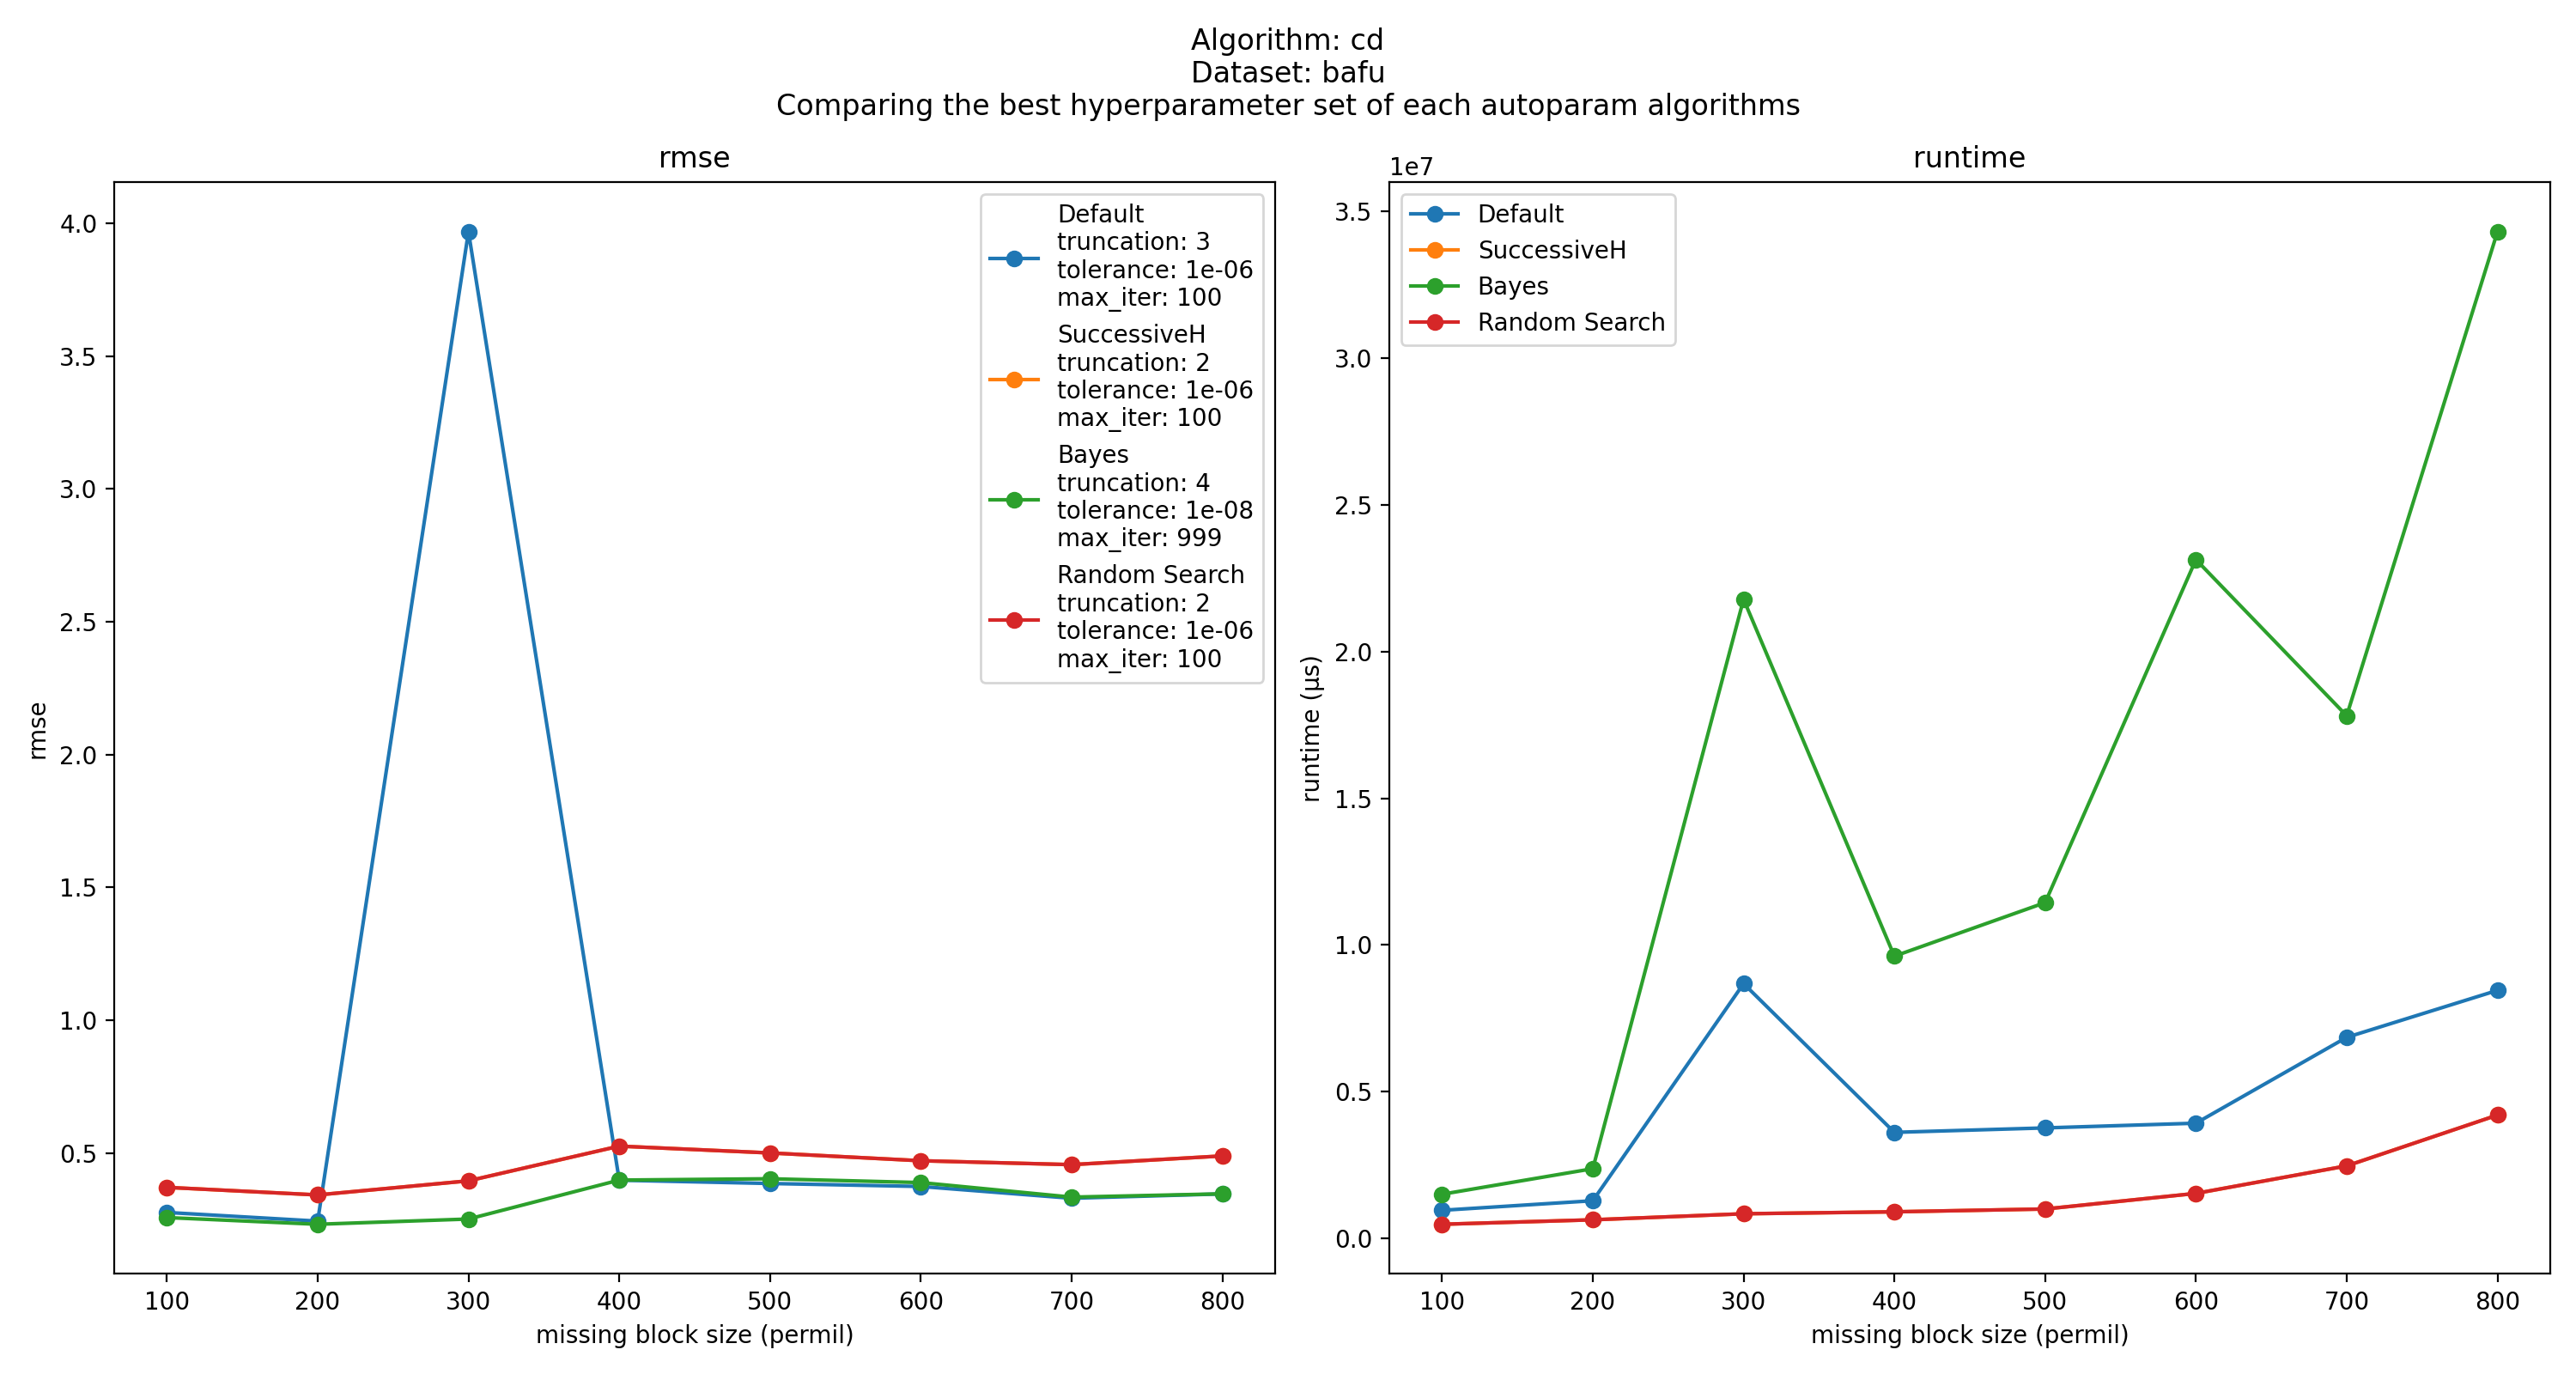 Algorithm: cd
Dataset: bafu
Comparing the best hyperparameter set of each autoparam algorithms
rmse
4.0
3.5
3.0
2.5
2.0
1.5
1.0
0.5
rmse
100 200 300 400 500 600 700 800
missing block size (permil)
Default
truncation: 3
tolerance: 1e-06
max_iter: 100
SuccessiveH
truncation: 2
tolerance: 1e-06
max_iter: 100
Bayes
truncation: 4
tolerance: 1e-08
max_iter: 999
Random Search
truncation: 2
tolerance: 1e-06
max_iter: 100
runtime
1e7
3.5
3.0
2.5
2.0
1.5
1.0
0.5
0.0
runtime (µs)
100 200 300 400 500 600 700 800
missing block size (permil)
Default
SuccessiveH
Bayes
Random Search